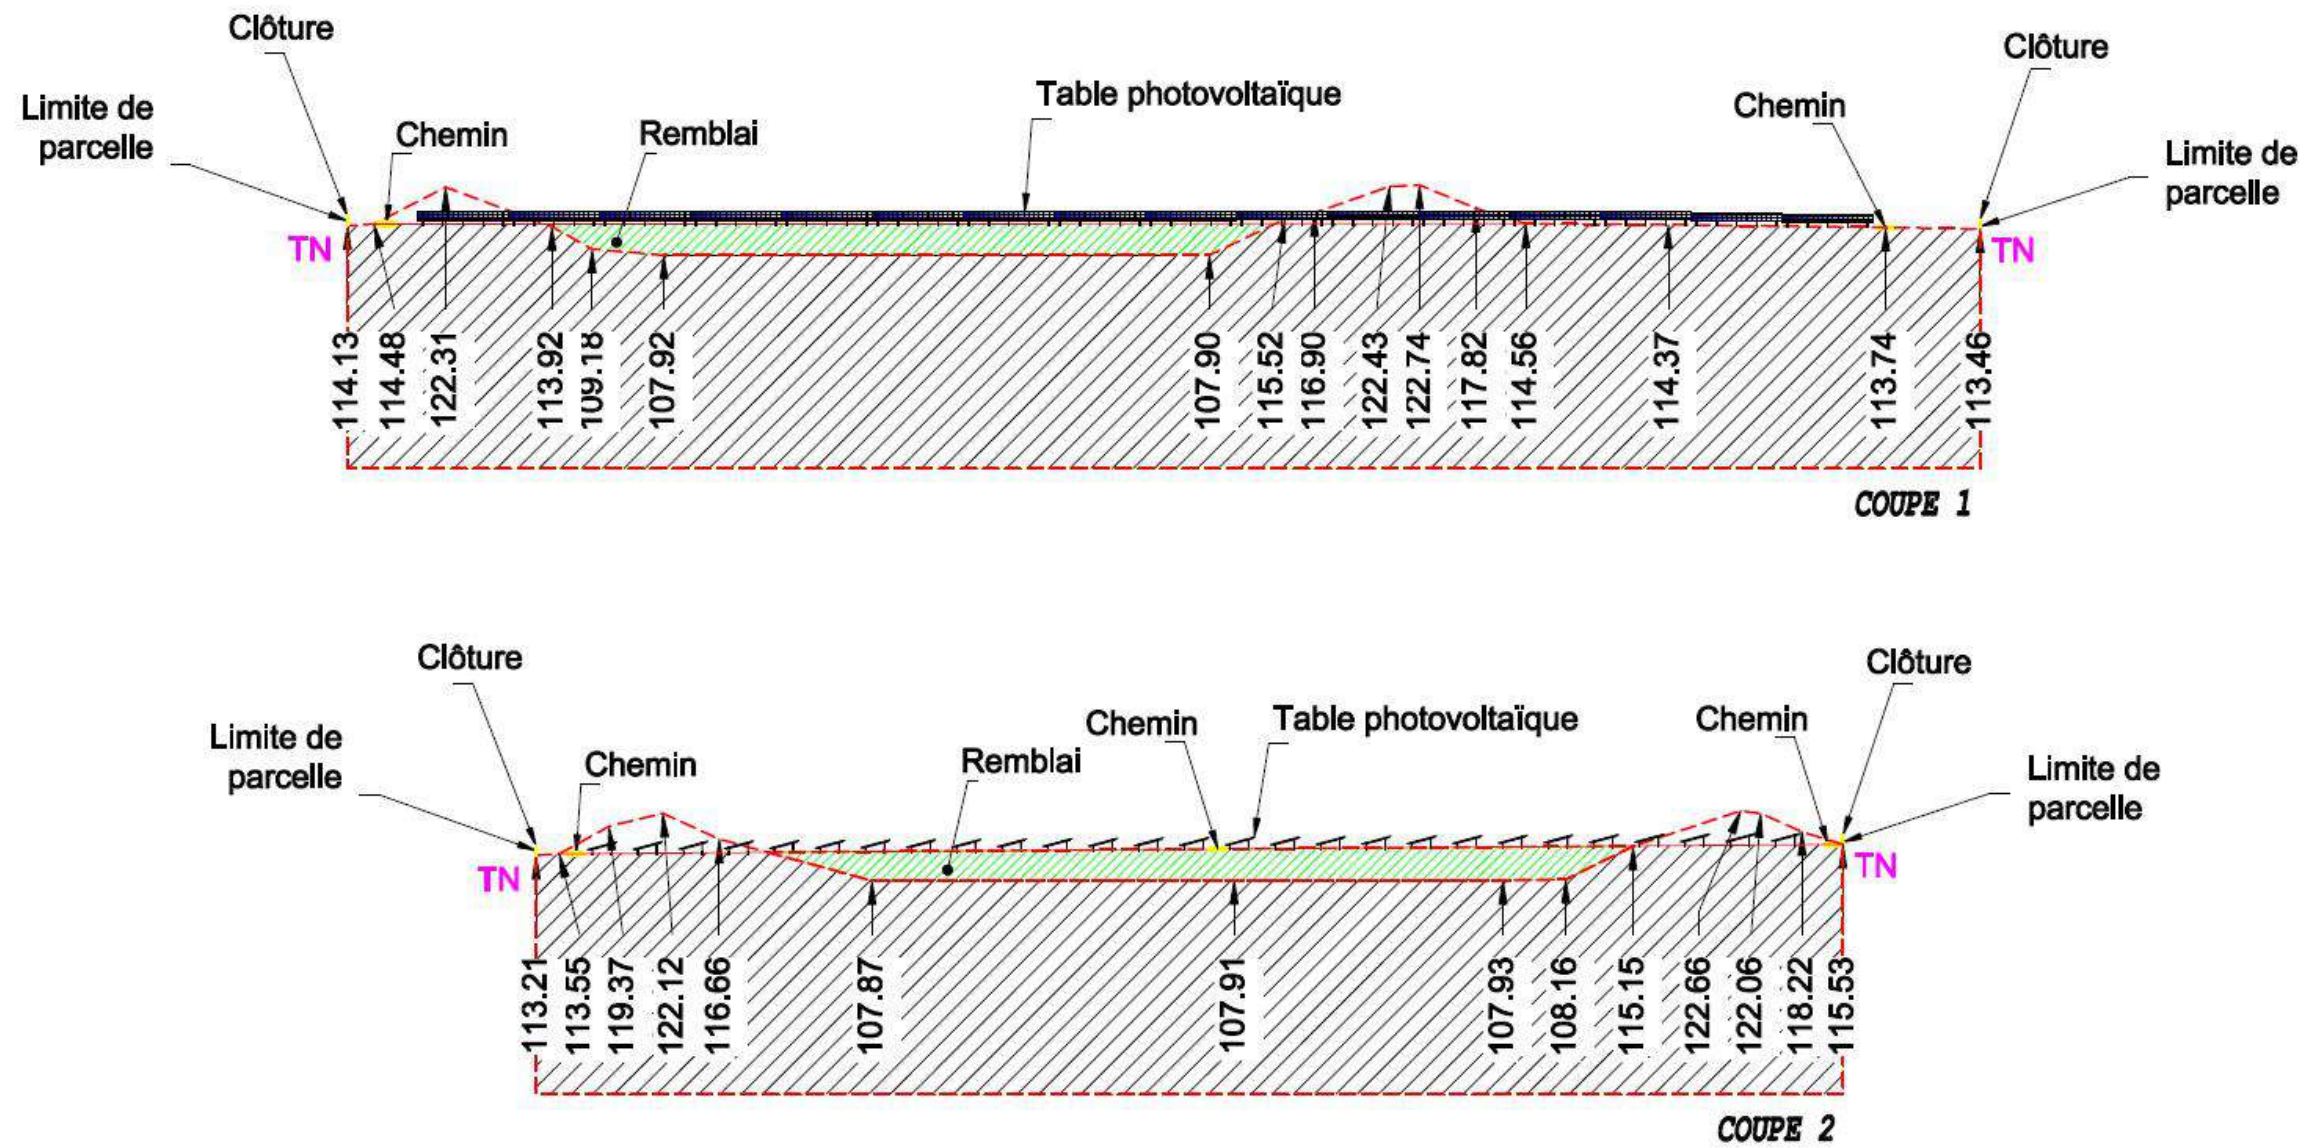 Clôture
Clôture
Limite de
parcelle
Chemin
Remblai
Table photovoltaïque
Chemin
Limite de
parcelle
TN
TN
114.13
114.48
122.31
113.92
109.18
107.92
107.90
115.52
116.90
122.43
122.74
117.82
114.56
114.37
113.74
113.46
COUPE 1
Clôture
Clôture
Limite de
parcelle
Chemin
Remblai
Chemin
Table photovoltaïque
Chemin
Limite de
parcelle
TN
TN
113.21
113.55
119.37
122.12
116.66
107.87
107.91
107.93
108.16
115.15
122.66
122.06
118.22
115.53
COUPE 2